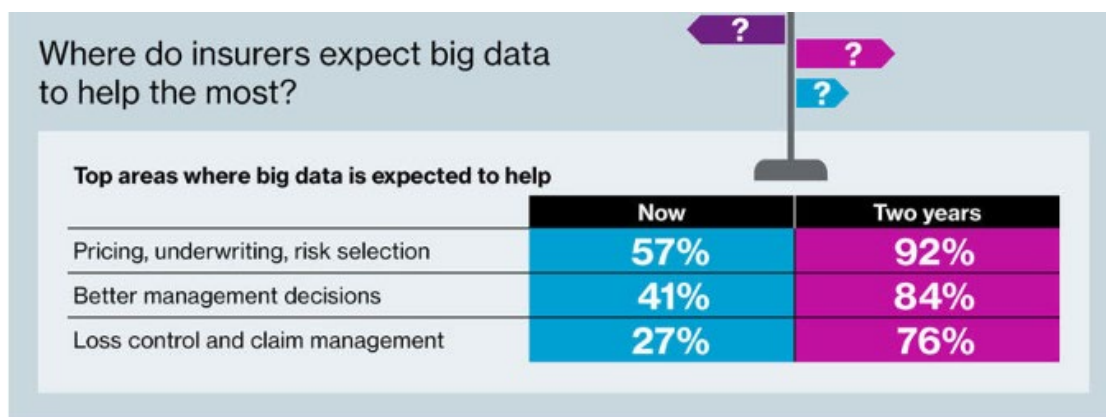 ?
Where do insurers expect big data
?
to help the most?
?
Top areas where big data is expected to help
Now Two years
Pricing, underwriting, risk selection 57% 92%
Better management decisions 41% 84%
Loss control and claim management 27% 76%